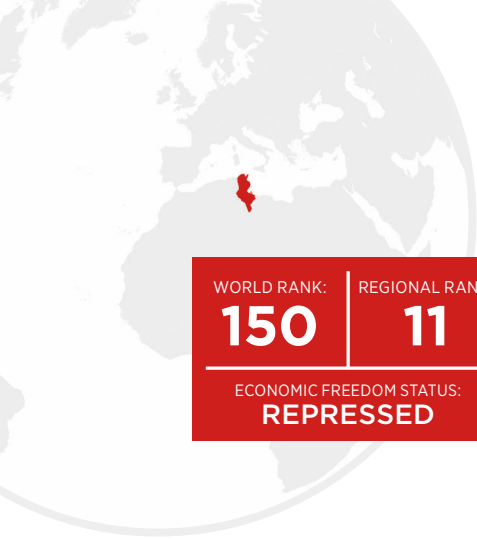 WORLD RANK:
150
REGIONAL RAN
11
ECONOMIC FREEDOM STATUS:
REPRESSED